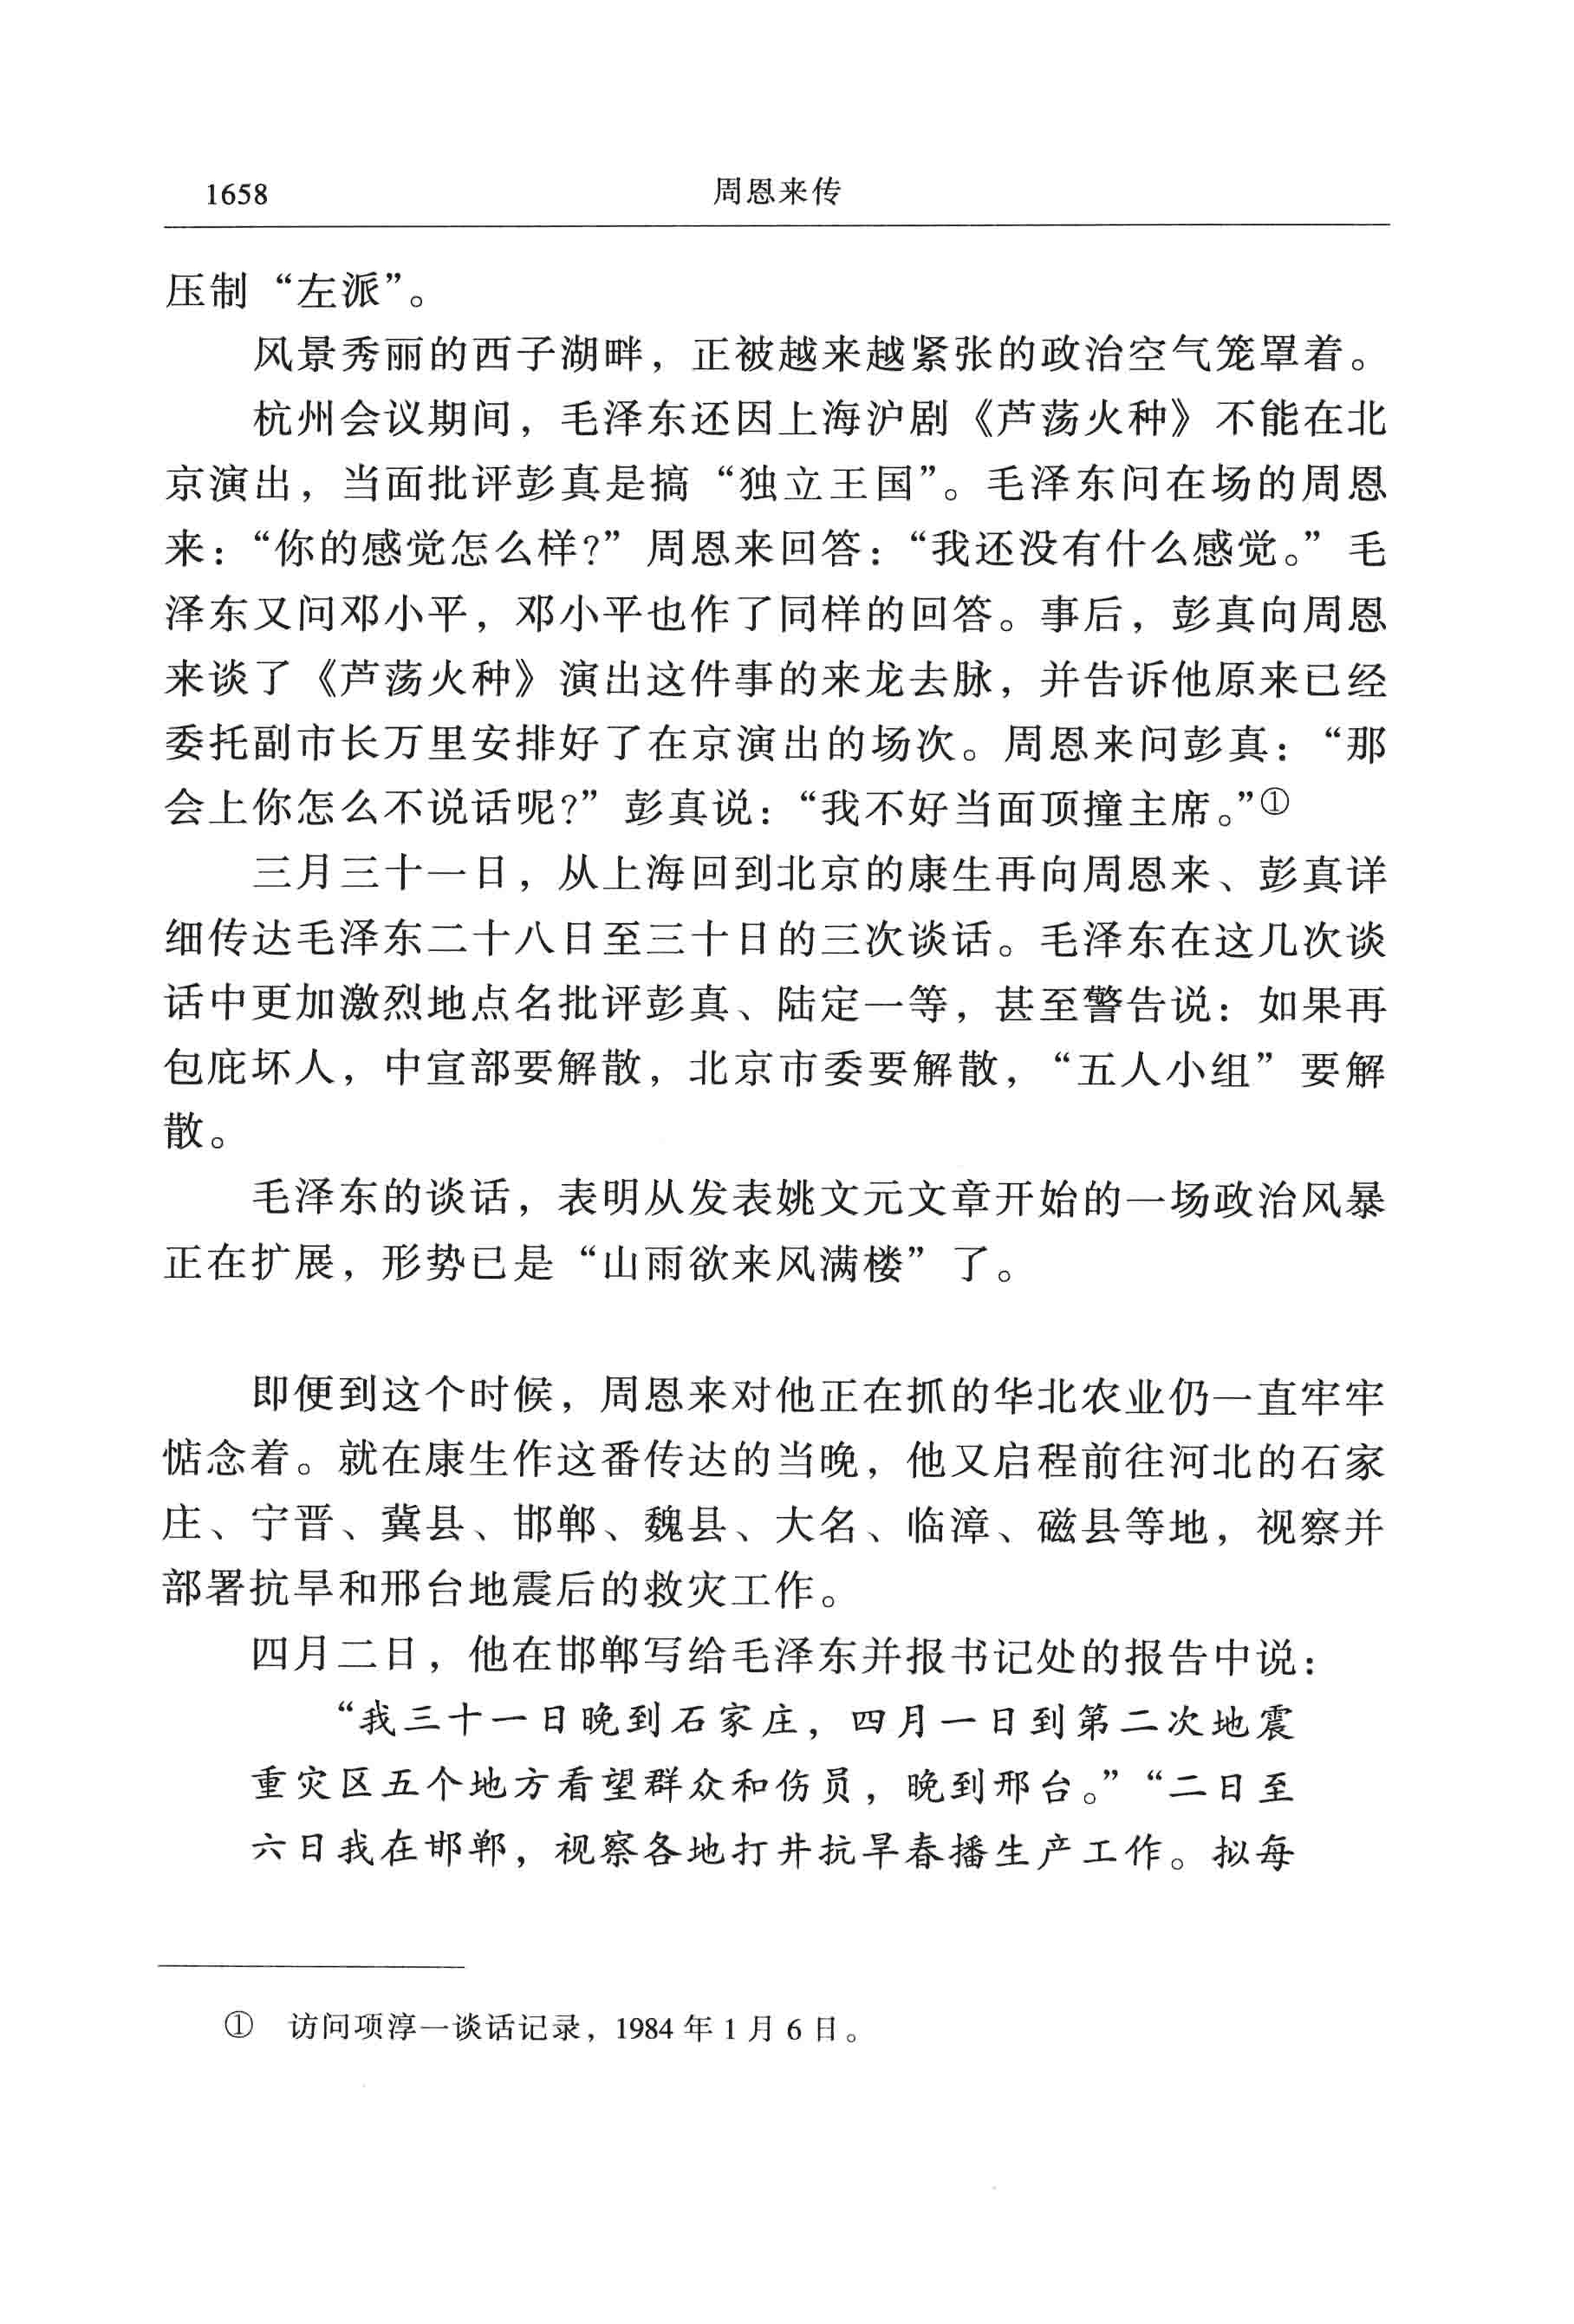 1658 周恩来传
压制“左派”。
风景秀丽的西子湖畔，正被越来越紧张的政治空气笼罩着。
杭州会议期间，毛泽东还因上海沪剧《芦荡火种》不能在北
京演出，当面批评彭真是搞“独立王国”。毛泽东问在场的周恩
来：“你的感觉怎么样?”周恩来回答：“我还没有什么感觉。”毛
泽东又问邓小平，邓小平也作了同样的回答。事后，彭真向周恩
来谈了《芦荡火种》演出这件事的来龙去脉，并告诉他原来已经
委托副市长万里安排好了在京演出的场次。周恩来问彭真：“那
会上你怎么不说话呢?”彭真说：“我不好当面顶撞主席。”①
三月三十一日，从上海回到北京的康生再向周恩来、彭真详
细传达毛泽东二十八日至三十日的三次谈话。毛泽东在这几次谈
话中更加激烈地点名批评彭真、陆定一等，甚至警告说：如果再
包庇坏人，中宣部要解散，北京市委要解散，“五人小组”要解
散。
毛泽东的谈话，表明从发表姚文元文章开始的一场政治风暴
正在扩展，形势已是“山雨欲来风满楼”了。
即便到这个时候，周恩来对他正在抓的华北农业仍一直牢牢
惦念着。就在康生作这番传达的当晚，他又启程前往河北的石家
庄、宁晋、冀县、邯郸、魏县、大名、临漳、磁县等地，视察并
部署抗旱和邢台地震后的救灾工作。
四月二日，他在邯郸写给毛泽东并报书记处的报告中说：
“我三十一日晚到石家庄，四月一日到第二次地震
重灾区五个地方看望群众和伤员，晚到邢台。”“二日至
六日我在邯郸，视察各地打井抗旱春播生产工作。拟每
① 访问项淳一谈话记录，1984年1月6日。